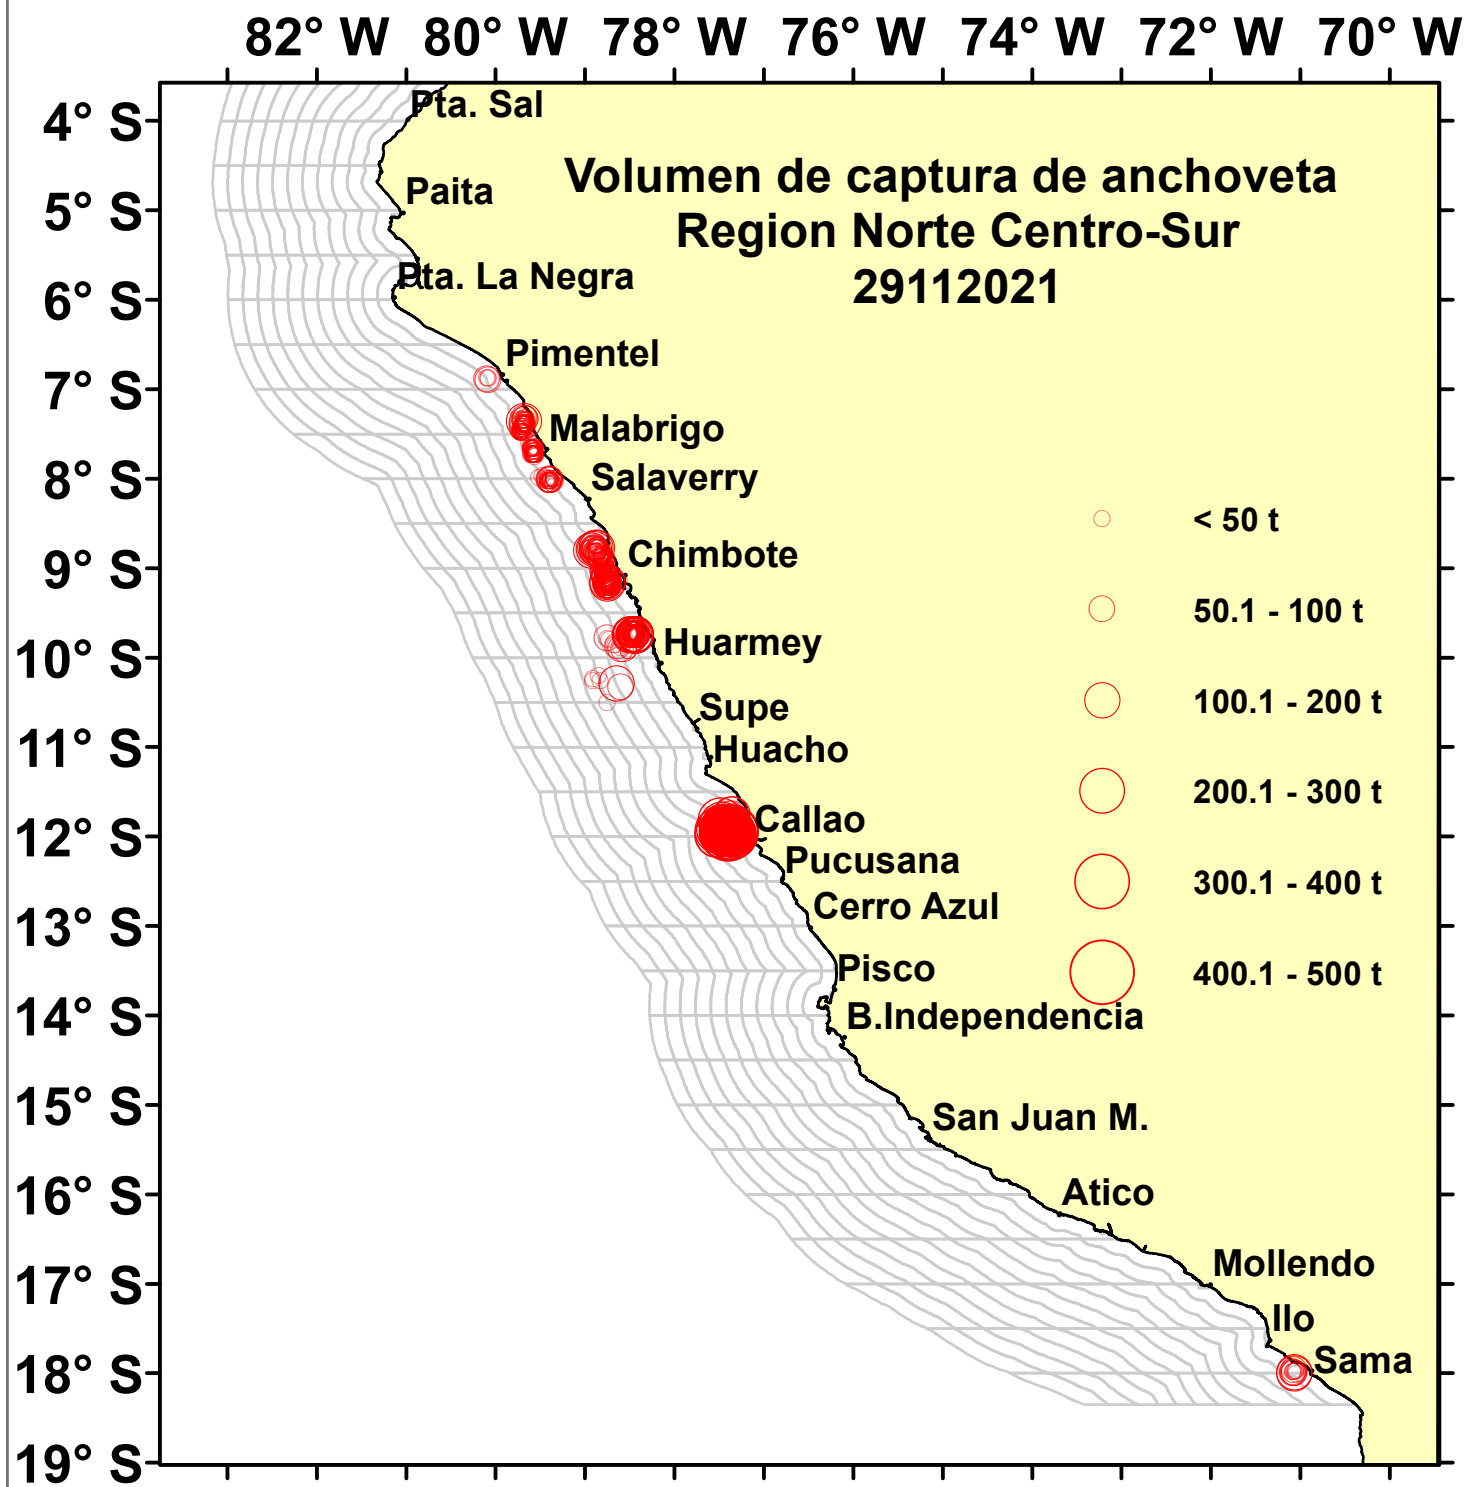 82° W 80° W 78° W 76° W 74° W 72° W 70° W
Pta. Sal
4° S
Volumen de captura de anchoveta
Paita
5° S
Region Norte Centro-Sur
Pta. La Negra
29112021
6° S
Pimentel
7° S
Malabrigo
8° S
Salaverry
< 50 t
Chimbote
9° S
50.1 - 100 t
Huarmey
10° S
100.1 - 200 t
Supe
11° S
Huacho
200.1 - 300 t
Callao
12° S
Pucusana
300.1 - 400 t
Cerro Azul
13° S
Pisco
400.1 - 500 t
14° S
B.Independencia
15° S
San Juan M.
16° S
Atico
Mollendo
17° S
Ilo
Sama
18° S
19° S